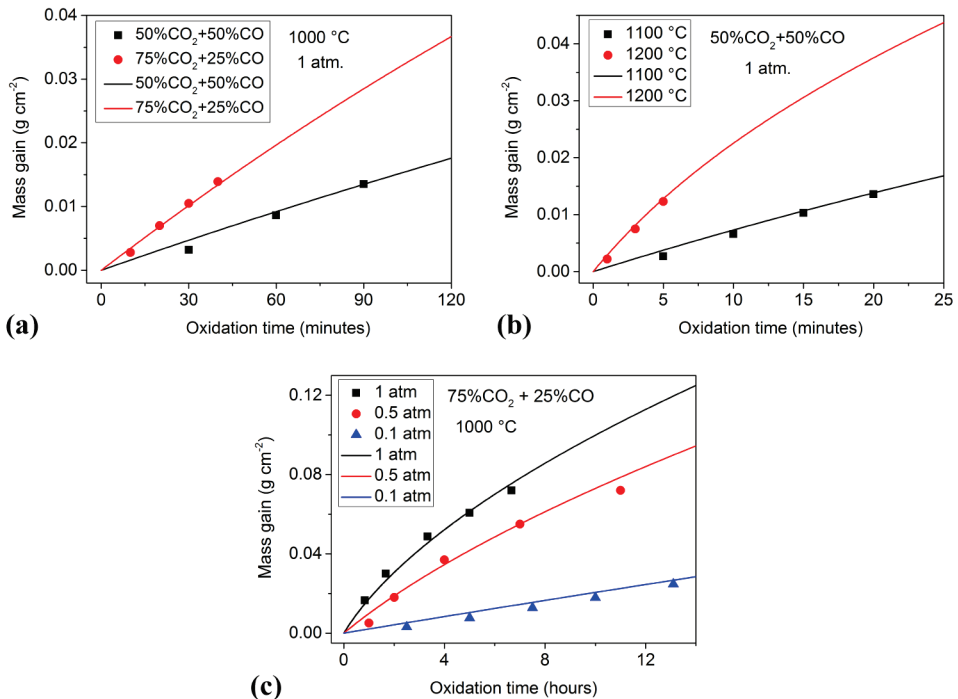 0.04
0.03
0.02
0.01
0.00
Mass gain (g cm⁻²)
50%CO₂+50%CO
75%CO₂+25%CO
50%CO₂+50%CO
75%CO₂+25%CO
1000 °C
1 atm.
0 30 60 90 120
Oxidation time (minutes)
(a)
0.04
0.02
0.00
Mass gain (g cm⁻²)
1100 °C
1200 °C
1100 °C
1200 °C
50%CO₂+50%CO
1 atm.
0 5 10 15 20 25
Oxidation time (minutes)
(b)
0.12
0.08
0.04
0.00
Mass gain (g cm⁻²)
1 atm
0.5 atm
0.1 atm
1 atm
0.5 atm
0.1 atm
75%CO₂ + 25%CO
1000 °C
0 4 8 12
Oxidation time (hours)
(c)